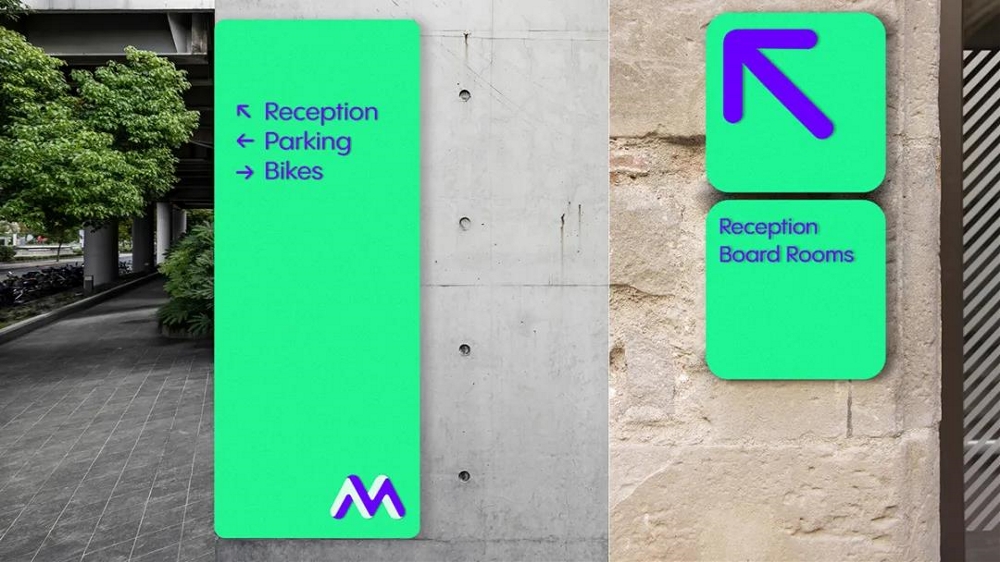 ↖ Reception
← Parking
→ Bikes
M
Reception
Board Rooms